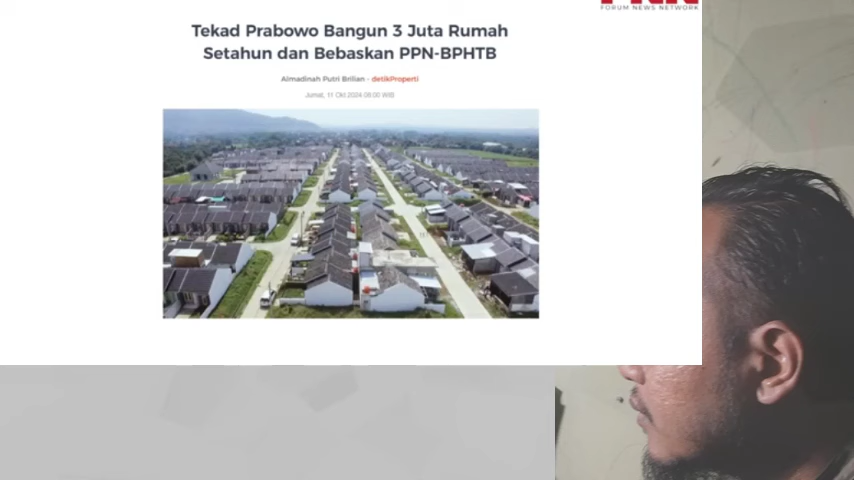 FORUM NEWS NETWORK
Tekad Prabowo Bangun 3 Juta Rumah
Setahun dan Bebaskan PPN-BPHTB
Almadinah Putri Brilian - detikProperti
Jumat, 11 Okt 2024 08:00 WIB